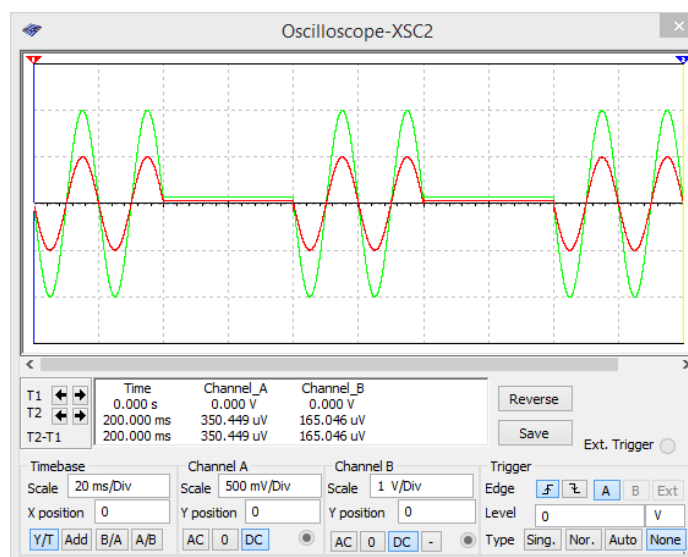 Oscilloscope-XSC2
×
1 2
< >
T1
T2
T2-T1
Time Channel_A Channel_B
0.000 s 0.000 V 0.000 V
200.000 ms 350.449 uV 165.046 uV
200.000 ms 350.449 uV 165.046 uV
Reverse
Save
Ext. Trigger
Timebase
Scale 20 ms/Div
X position 0
Y/T Add B/A A/B
Channel A
Scale 500 mV/Div
Y position 0
AC 0 DC
Channel B
Scale 1 V/Div
Y position 0
AC 0 DC -
Trigger
Edge A B Ext
Level 0 V
Type Sing. Nor. Auto None